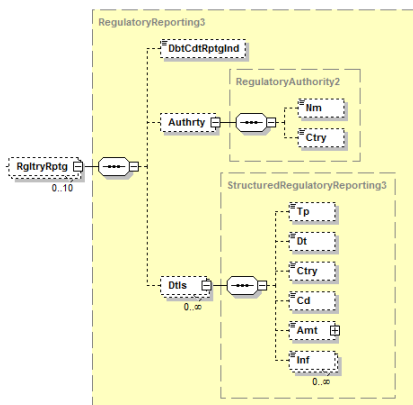 RegulatoryReporting3
DbtCdtRptgInd
RegulatoryAuthority2
Nm
Authrty
Ctry
RgltryRptg
0..10
StructuredRegulatoryReporting3
Tp
Dt
Ctry
Dtls
0..∞
Cd
Amt
Inf
0..∞